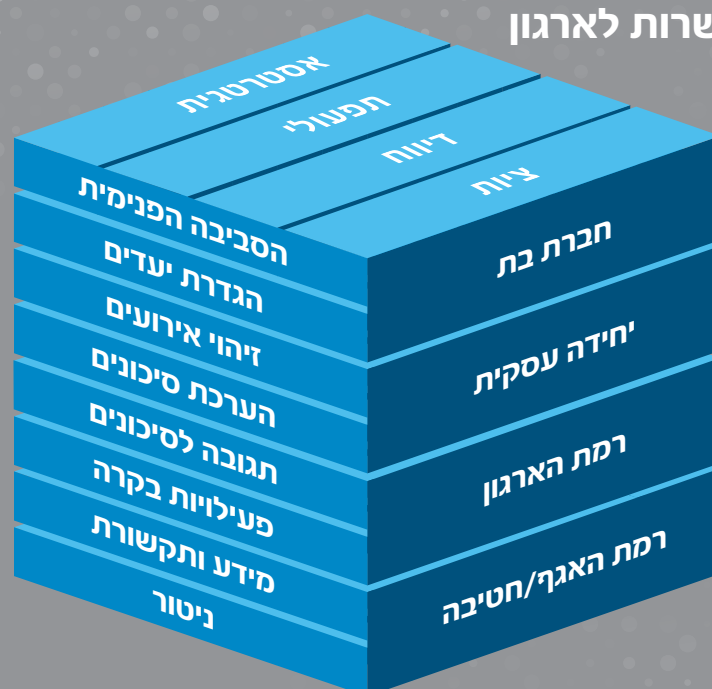 לארגון
אסטרטגית
תפעולי
דיווח
ציות
הסביבה הפנימית
הגדרת יעדים
זיהוי אירועים
הערכת סיכונים
תגובה לסיכונים
פעילויות בקרה
מידע ותקשורת
ניטור
חברת בת
יחידה עסקית
רמת הארגון
רמת האגף/חטיבה